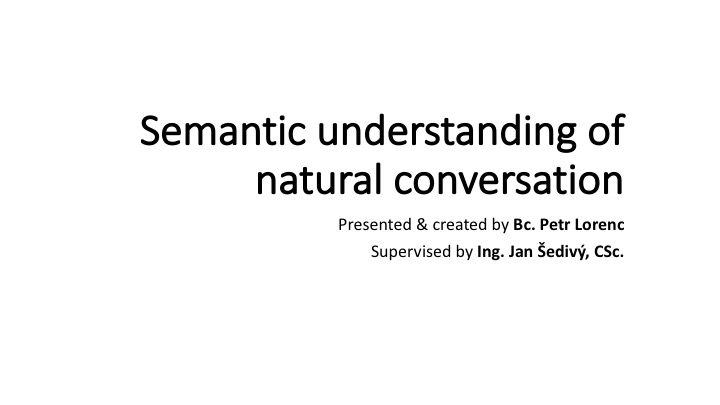 Semantic understanding of
natural conversation
Presented & created by Bc. Petr Lorenc
Supervised by Ing. Jan Šedivý, CSc.